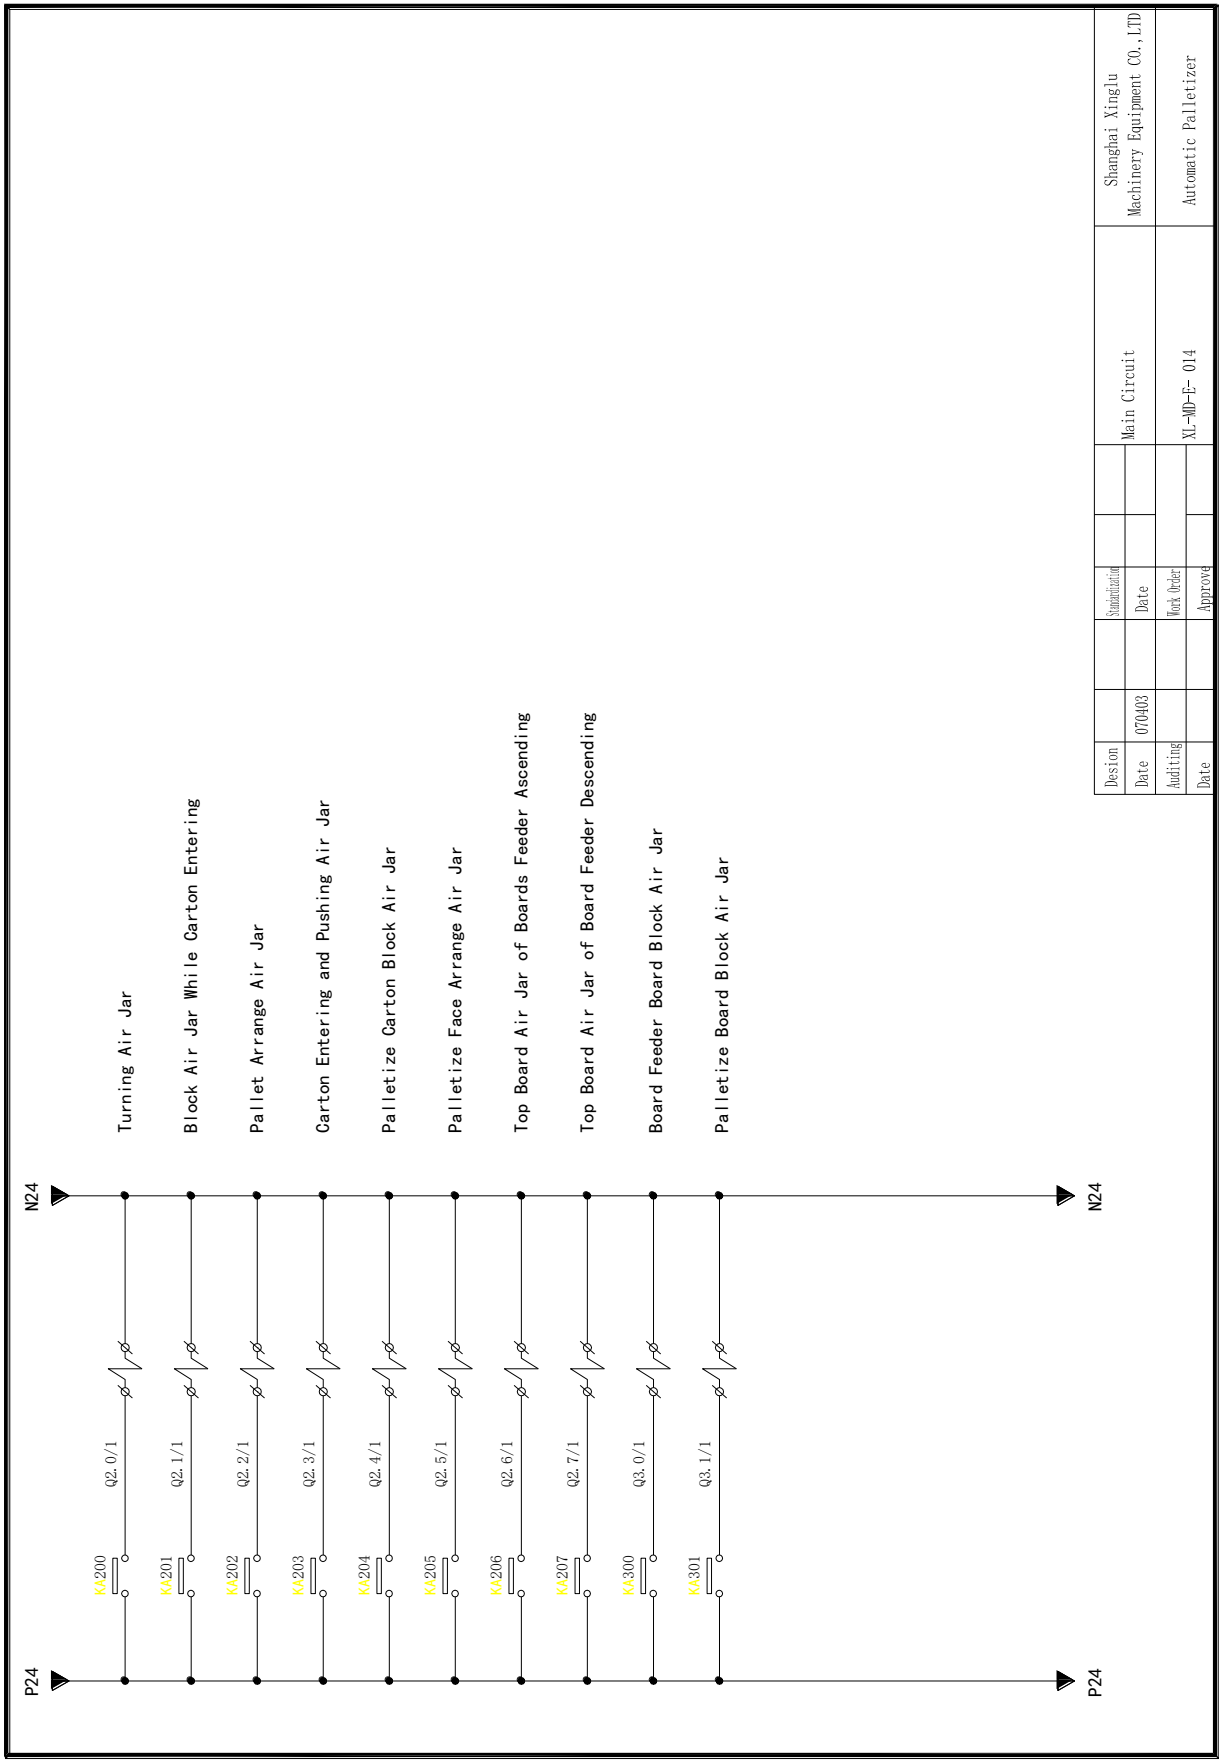 P24
N24
KA200
Q2.0/1
Turning Air Jar
KA201
Q2.1/1
Block Air Jar While Carton Entering
KA202
Q2.2/1
Pallet Arrange Air Jar
KA203
Q2.3/1
Carton Entering and Pushing Air Jar
KA204
Q2.4/1
Palletize Carton Block Air Jar
KA205
Q2.5/1
Palletize Face Arrange Air Jar
KA206
Q2.6/1
Top Board Air Jar of Boards Feeder Ascending
KA207
Q2.7/1
Top Board Air Jar of Board Feeder Descending
KA300
Q3.0/1
Board Feeder Board Block Air Jar
KA301
Q3.1/1
Palletize Board Block Air Jar
P24
N24
Desion
Standardization
Main Circuit
Shanghai Xinglu
Machinery Equipment CO.,LTD
Date
070403
Date
Auditing
Work Order
XL-MD-E- 014
Automatic Palletizer
Date
Approve